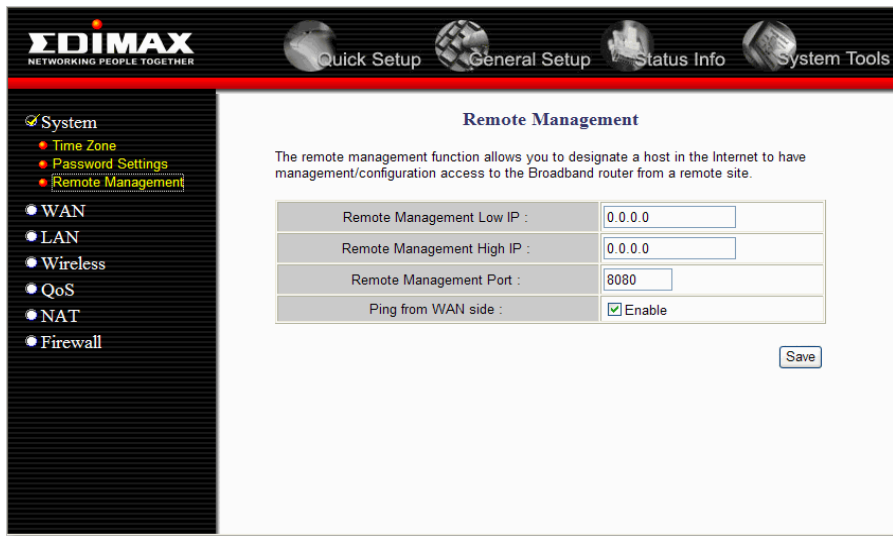 EDIMAX
NETWORKING PEOPLE TOGETHER
Quick Setup
General Setup
Status Info
System Tools
System
Time Zone
Password Settings
Remote Management
WAN
LAN
Wireless
QoS
NAT
Firewall
Remote Management
The remote management function allows you to designate a host in the Internet to have
management/configuration access to the Broadband router from a remote site.
Remote Management Low IP : 0.0.0.0
Remote Management High IP : 0.0.0.0
Remote Management Port : 8080
Ping from WAN side : Enable
Save